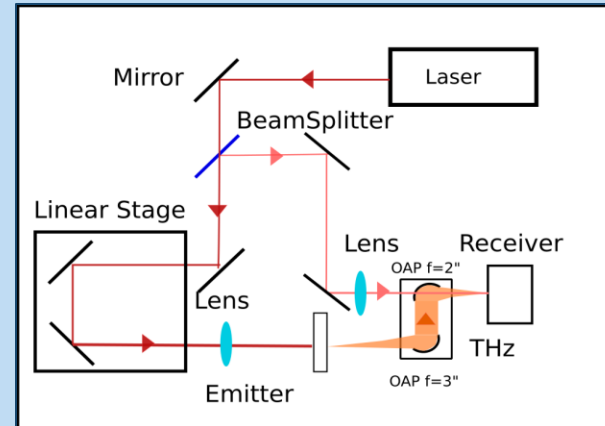 Mirror
Laser
BeamSplitter
Linear Stage
Lens
Receiver
OAP f=2"
Lens
THz
Emitter
OAP f=3"